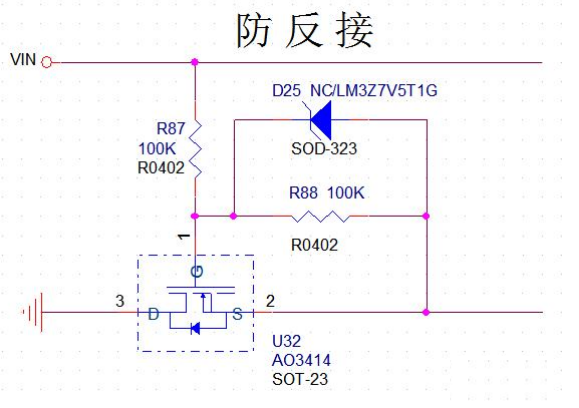 防反接
VIN
D25 NC/LM3Z7V5T1G
R87
100K
R0402
SOD-323
R88 100K
R0402
1
G
3
D
S
2
U32
AO3414
SOT-23